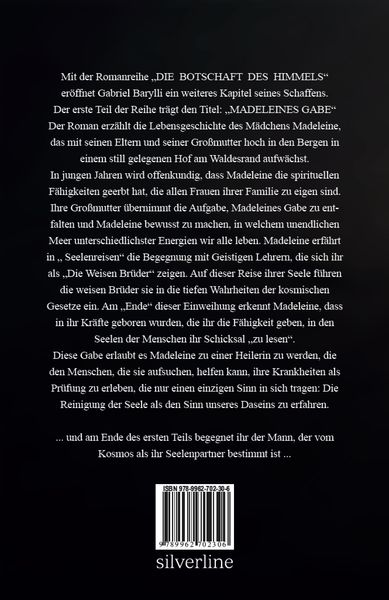 Mit der Romanreihe „DIE BOTSCHAFT DES HIMMELS“
eröffnet Gabriel Barylli ein weiteres Kapitel seines Schaffens.
Der erste Teil der Reihe trägt den Titel: „MADELEINES GABE“
Der Roman erzählt die Lebensgeschichte des Mädchens Madeleine,
das mit seinen Eltern und seiner Großmutter hoch in den Bergen in
einem still gelegenen Hof am Waldesrand aufwächst.
In jungen Jahren wird offenkundig, dass Madeleine die spirituellen
Fähigkeiten geerbt hat, die allen Frauen ihrer Familie zu eigen sind.
Ihre Großmutter übernimmt die Aufgabe, Madeleines Gabe zu ent-
falten und Madeleine bewusst zu machen, in welchem unendlichen
Meer unterschiedlichster Energien wir alle leben. Madeleine erfährt
in „ Seelenreisen“ die Begegnung mit Geistigen Lehrern, die sich ihr
als „Die Weisen Brüder“ zeigen. Auf dieser Reise ihrer Seele führen
die weisen Brüder sie in die tiefen Wahrheiten der kosmischen
Gesetze ein. Am „Ende“ dieser Einweihung erkennt Madeleine, dass
in ihr Kräfte geboren wurden, die ihr die Fähigkeit geben, in den
Seelen der Menschen ihr Schicksal „zu lesen“.
Diese Gabe erlaubt es Madeleine zu einer Heilerin zu werden, die
den Menschen, die sie aufsuchen, helfen kann, ihre Krankheiten als
Prüfung zu erleben, die nur einen einzigen Sinn in sich tragen: Die
Reinigung der Seele als den Sinn unseres Daseins zu erfahren.
... und am Ende des ersten Teils begegnet ihr der Mann, der vom
Kosmos als ihr Seelenpartner bestimmt ist ...
ISBN 978-9962-702-30-6
9 789962 702306
silverline